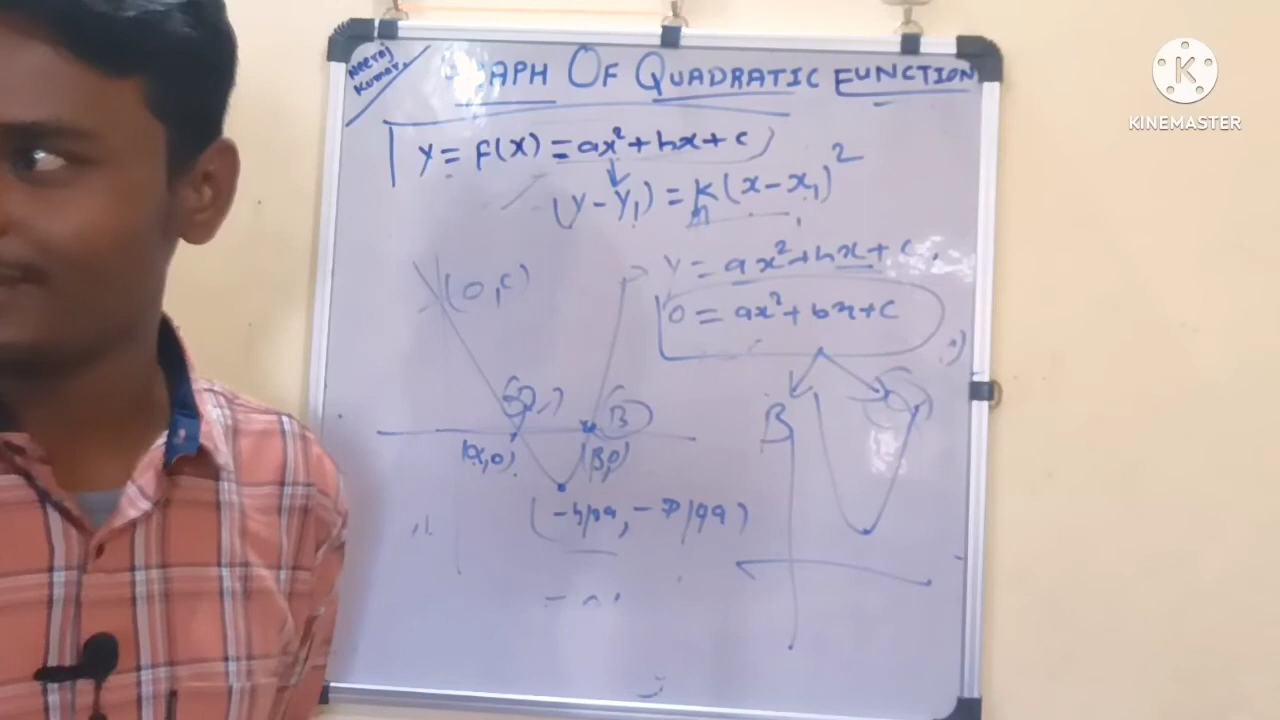 Neeraj
Kumar
GRAPH OF QUADRATIC FUNCTION
KINEMASTER
y = F(x) = ax² + bx + c
(y - y₁) = k(x - x₁)²
y = ax² + bx + c
0 = ax² + bx + c
(0, c)
B
(α, 0)
(β, 0)
B
(-b/2a, -D/4a)